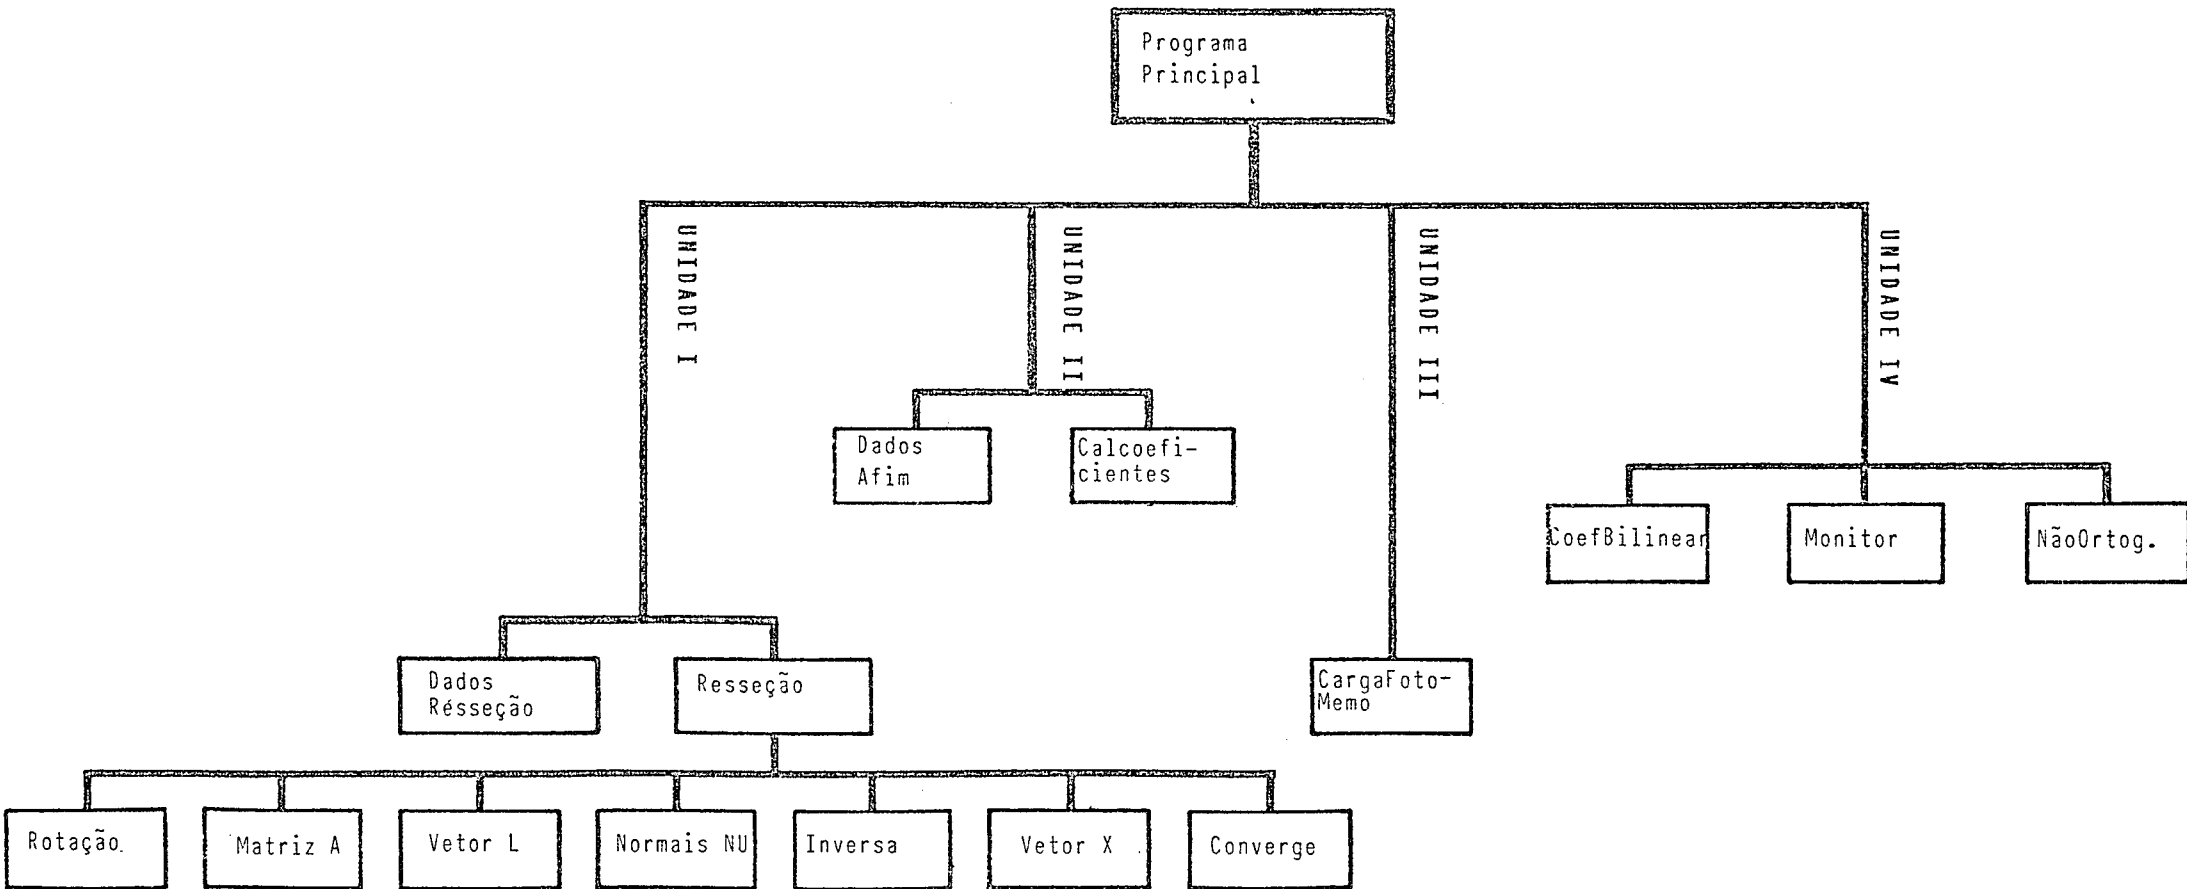 Programa
Principal
UNIDADE I
UNIDADE II
UNIDADE III
UNIDADE IV
Dados
Afim
Calcoefi-
cientes
CoefBilinear
Monitor
NãoOrtog.
Dados
Résseção
Resseção
CargaFoto-
Memo
Rotação.
Matriz A
Vetor L
Normais NU
Inversa
Vetor X
Converge